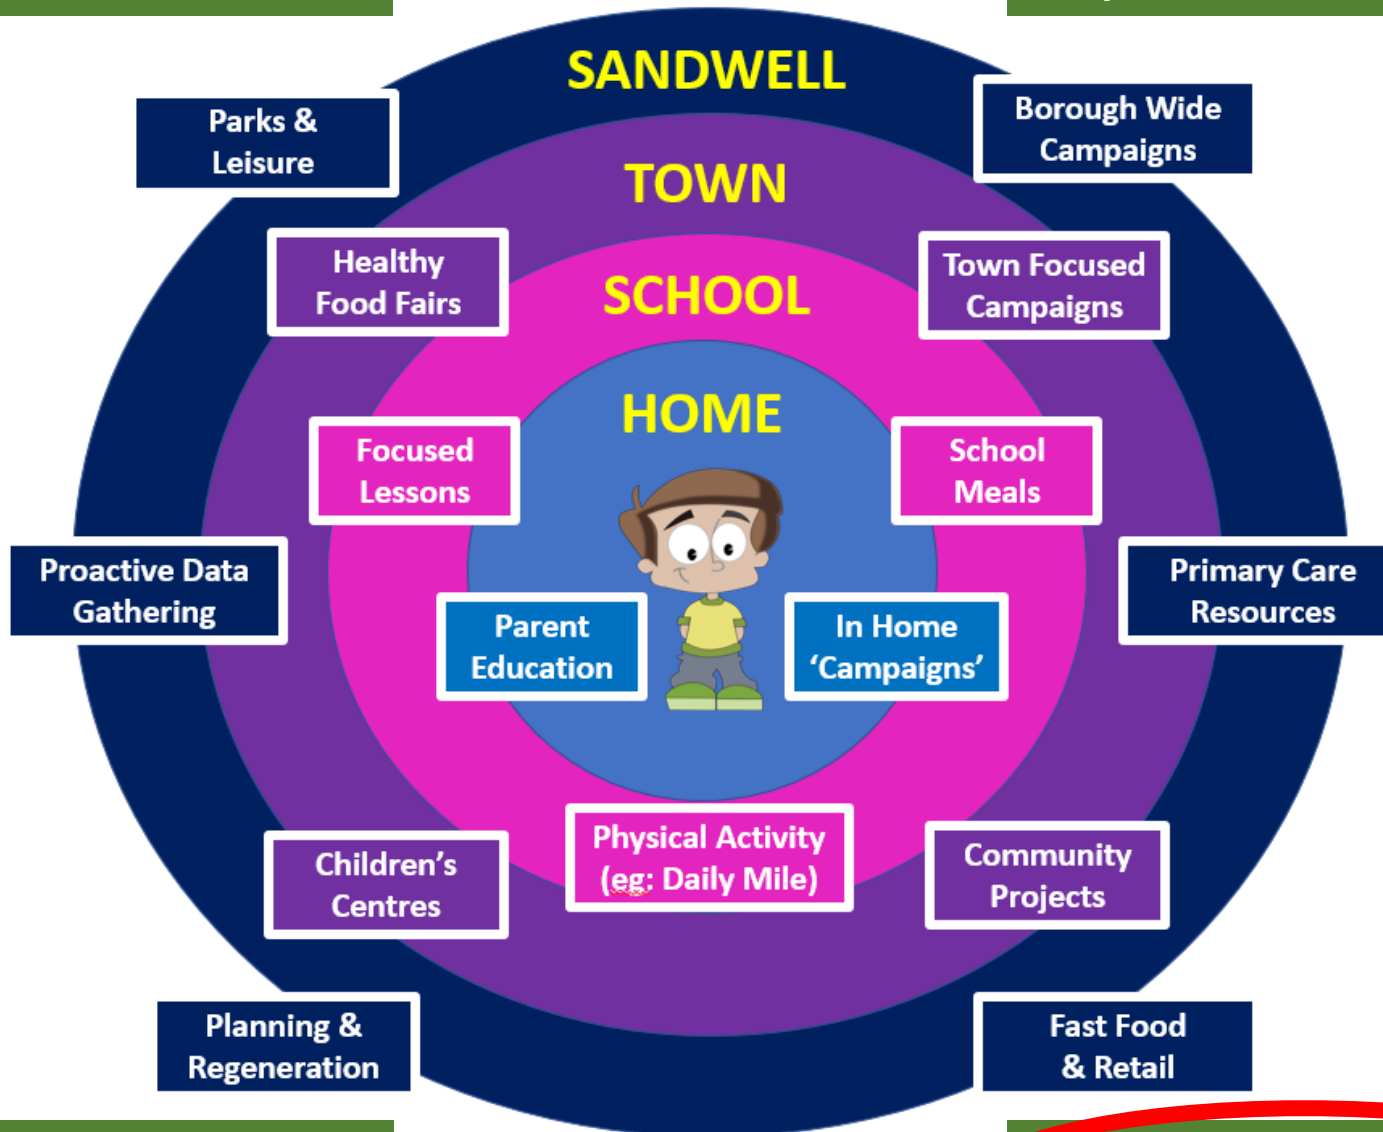 SANDWELL
Parks &
Leisure
Borough Wide
Campaigns
TOWN
Healthy
Food Fairs
Town Focused
Campaigns
SCHOOL
HOME
Focused
Lessons
School
Meals
Proactive Data
Gathering
Primary Care
Resources
Parent
Education
In Home
‘Campaigns’
Physical Activity
(eg: Daily Mile)
Children’s
Centres
Community
Projects
Planning &
Regeneration
Fast Food
& Retail